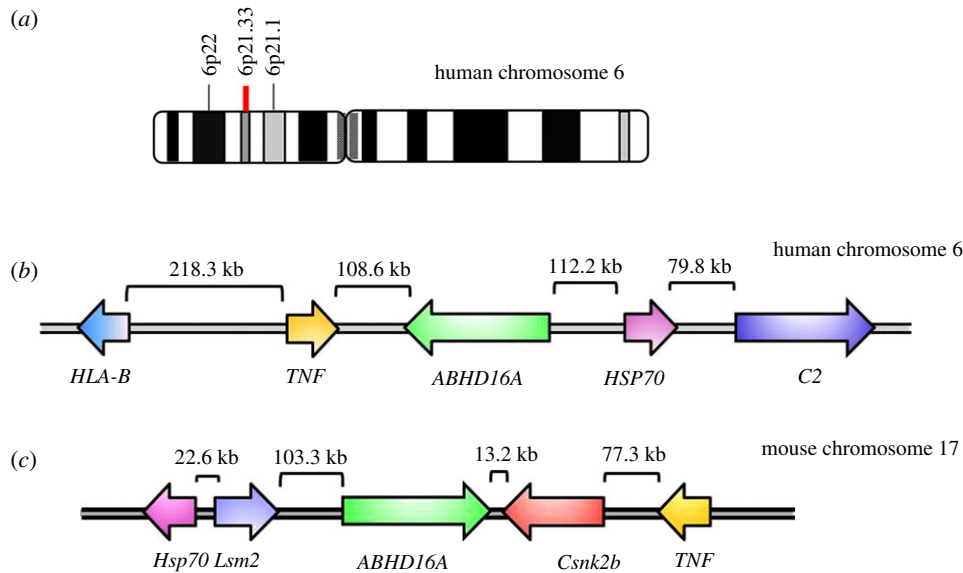 (a)
6p22
6p21.33
6p21.1
human chromosome 6
human chromosome 6
(b)
218.3 kb 108.6 kb 112.2 kb 79.8 kb
HLA-B TNF ABHD16A HSP70 C2
mouse chromosome 17
(c)
22.6 kb 103.3 kb 13.2 kb 77.3 kb
Hsp70 Lsm2 ABHD16A Csnk2b TNF